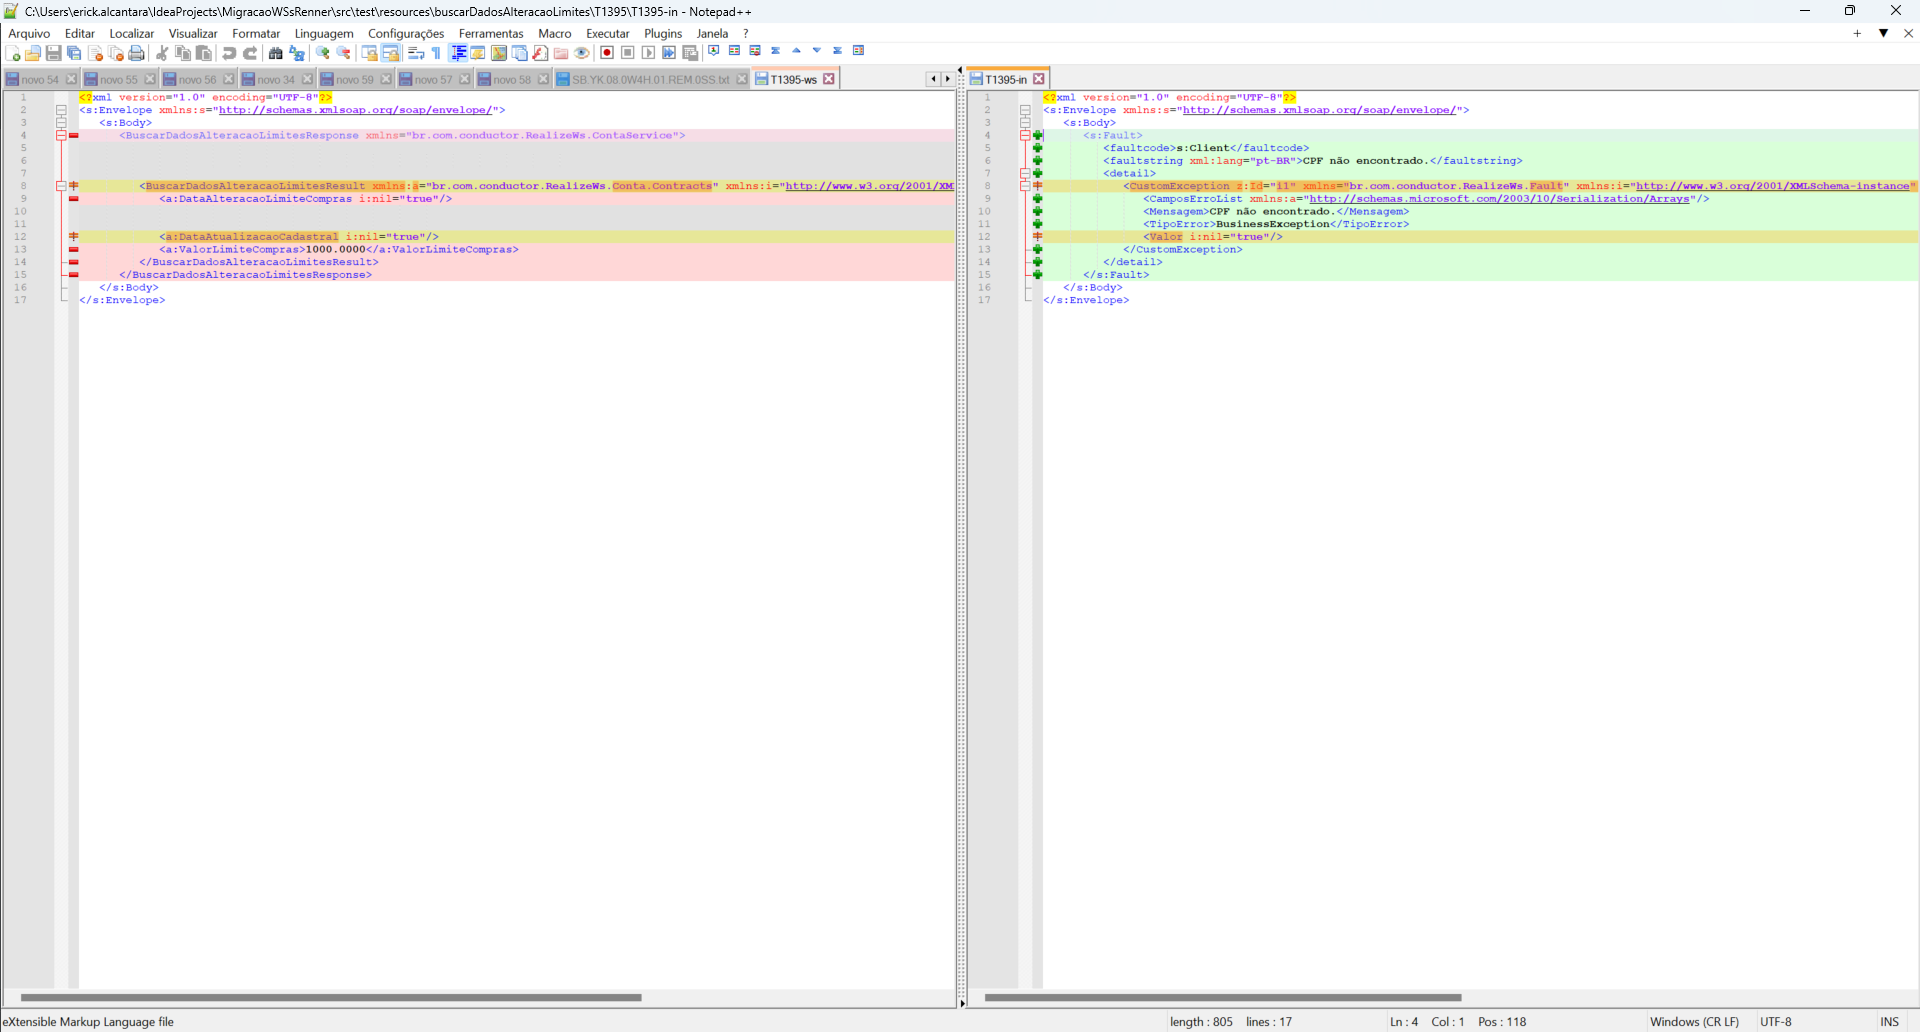 C:\Users\erick.alcantara\IdeaProjects\MigracaoWSsRenner\src\test\resources\buscarDadosAlteracaoLimites\T1395\T1395-in - Notepad++
Arquivo Editar Localizar Visualizar Formatar Linguagem Configurações Ferramentas Macro Executar Plugins Janela ?
novo 54 novo 55 novo 56 novo 34 novo 59 novo 57 novo 58 SB.YK.08.0W4H.01.REM.0SS.txt T1395-ws
1 <?xml version="1.0" encoding="UTF-8"?>
2 <s:Envelope xmlns:s="http://schemas.xmlsoap.org/soap/envelope/">
3 <s:Body>
4 <BuscarDadosAlteracaoLimitesResponse xmlns="br.com.conductor.RealizeWs.ContaService">
5
6
7
8 <BuscarDadosAlteracaoLimitesResult xmlns:a="br.com.conductor.RealizeWs.Conta.Contracts" xmlns:i="http://www.w3.org/2001/XM
9 <a:DataAlteracaoLimiteCompras i:nil="true"/>
10
11
12 <a:DataAtualizacaoCadastral i:nil="true"/>
13 <a:ValorLimiteCompras>1000.0000</a:ValorLimiteCompras>
14 </BuscarDadosAlteracaoLimitesResult>
15 </BuscarDadosAlteracaoLimitesResponse>
16 </s:Body>
17 </s:Envelope>
T1395-in
1 <?xml version="1.0" encoding="UTF-8"?>
2 <s:Envelope xmlns:s="http://schemas.xmlsoap.org/soap/envelope/">
3 <s:Body>
4 <s:Fault>
5 <faultcode>s:Client</faultcode>
6 <faultstring xml:lang="pt-BR">CPF não encontrado.</faultstring>
7 <detail>
8 <CustomException z:Id="i1" xmlns="br.com.conductor.RealizeWs.Fault" xmlns:i="http://www.w3.org/2001/XMLSchema-instance"
9 <CamposErroList xmlns:a="http://schemas.microsoft.com/2003/10/Serialization/Arrays"/>
10 <Mensagem>CPF não encontrado.</Mensagem>
11 <TipoError>BusinessException</TipoError>
12 <Valor i:nil="true"/>
13 </CustomException>
14 </detail>
15 </s:Fault>
16 </s:Body>
17 </s:Envelope>
eXtensible Markup Language file length : 805 lines : 17 Ln : 4 Col : 1 Pos : 118 Windows (CR LF) UTF-8 INS